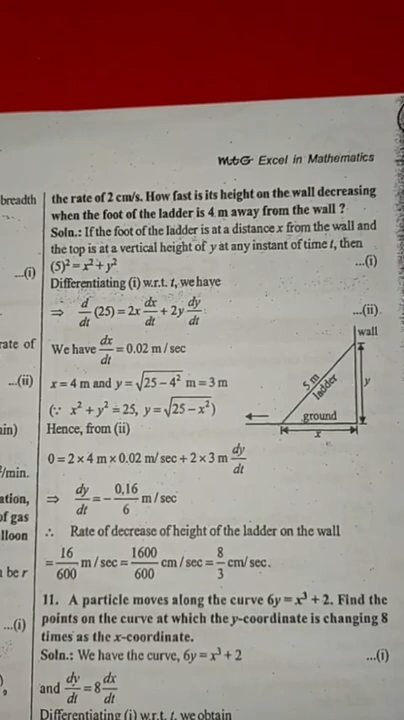 MtG Excel in Mathematics
breadth
...(i)
rate of
...(ii)
in)
/min.
ation,
of gas
lloon
be r
...(i)
the rate of 2 cm/s. How fast is its height on the wall decreasing
when the foot of the ladder is 4 m away from the wall ?
Soln.: If the foot of the ladder is at a distance x from the wall and
the top is at a vertical height of y at any instant of time t, then
(5)² = x² + y² ...(i)
Differentiating (i) w.r.t. t, we have
⇒ d/dt (25) = 2x dx/dt + 2y dy/dt ...(ii)
We have dx/dt = 0.02 m/sec
x = 4 m and y = √(25 – 4²) m = 3 m
(∵ x² + y² = 25, y = √(25 – x²))
Hence, from (ii)
0 = 2 × 4 m × 0.02 m/sec + 2 × 3 m dy/dt
⇒ dy/dt = – 0.16/6 m/sec
wall
5 m
ladder
y
ground
x
∴ Rate of decrease of height of the ladder on the wall
= 16/600 m/sec = 1600/600 cm/sec = 8/3 cm/sec.
11. A particle moves along the curve 6y = x³ + 2. Find the
points on the curve at which the y-coordinate is changing 8
times as the x-coordinate.
Soln.: We have the curve, 6y = x³ + 2 ...(i)
and dy/dt = 8 dx/dt
Differentiating (i) w.r.t. t, we obtain